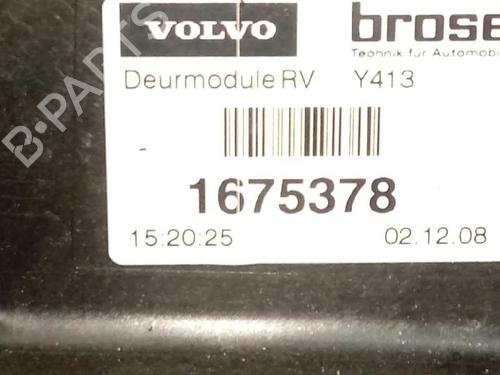 VOLVO brose
Technik für Automobi
Deurmodule RV Y413
1675378
15:20:25 02.12.08
B-PARTS